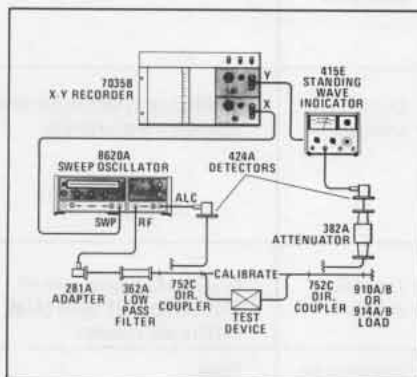 7035B
X-Y RECORDER
Y
X
415E
STANDING
WAVE
INDICATOR
8620A
SWEEP OSCILLATOR
424A
DETECTORS
ALC
SWP
RF
382A
ATTENUATOR
281A
ADAPTER
362A
LOW
PASS
FILTER
752C
DIR.
COUPLER
CALIBRATE
TEST
DEVICE
752C
DIR.
COUPLER
910A/B
OR
914A/B
LOAD